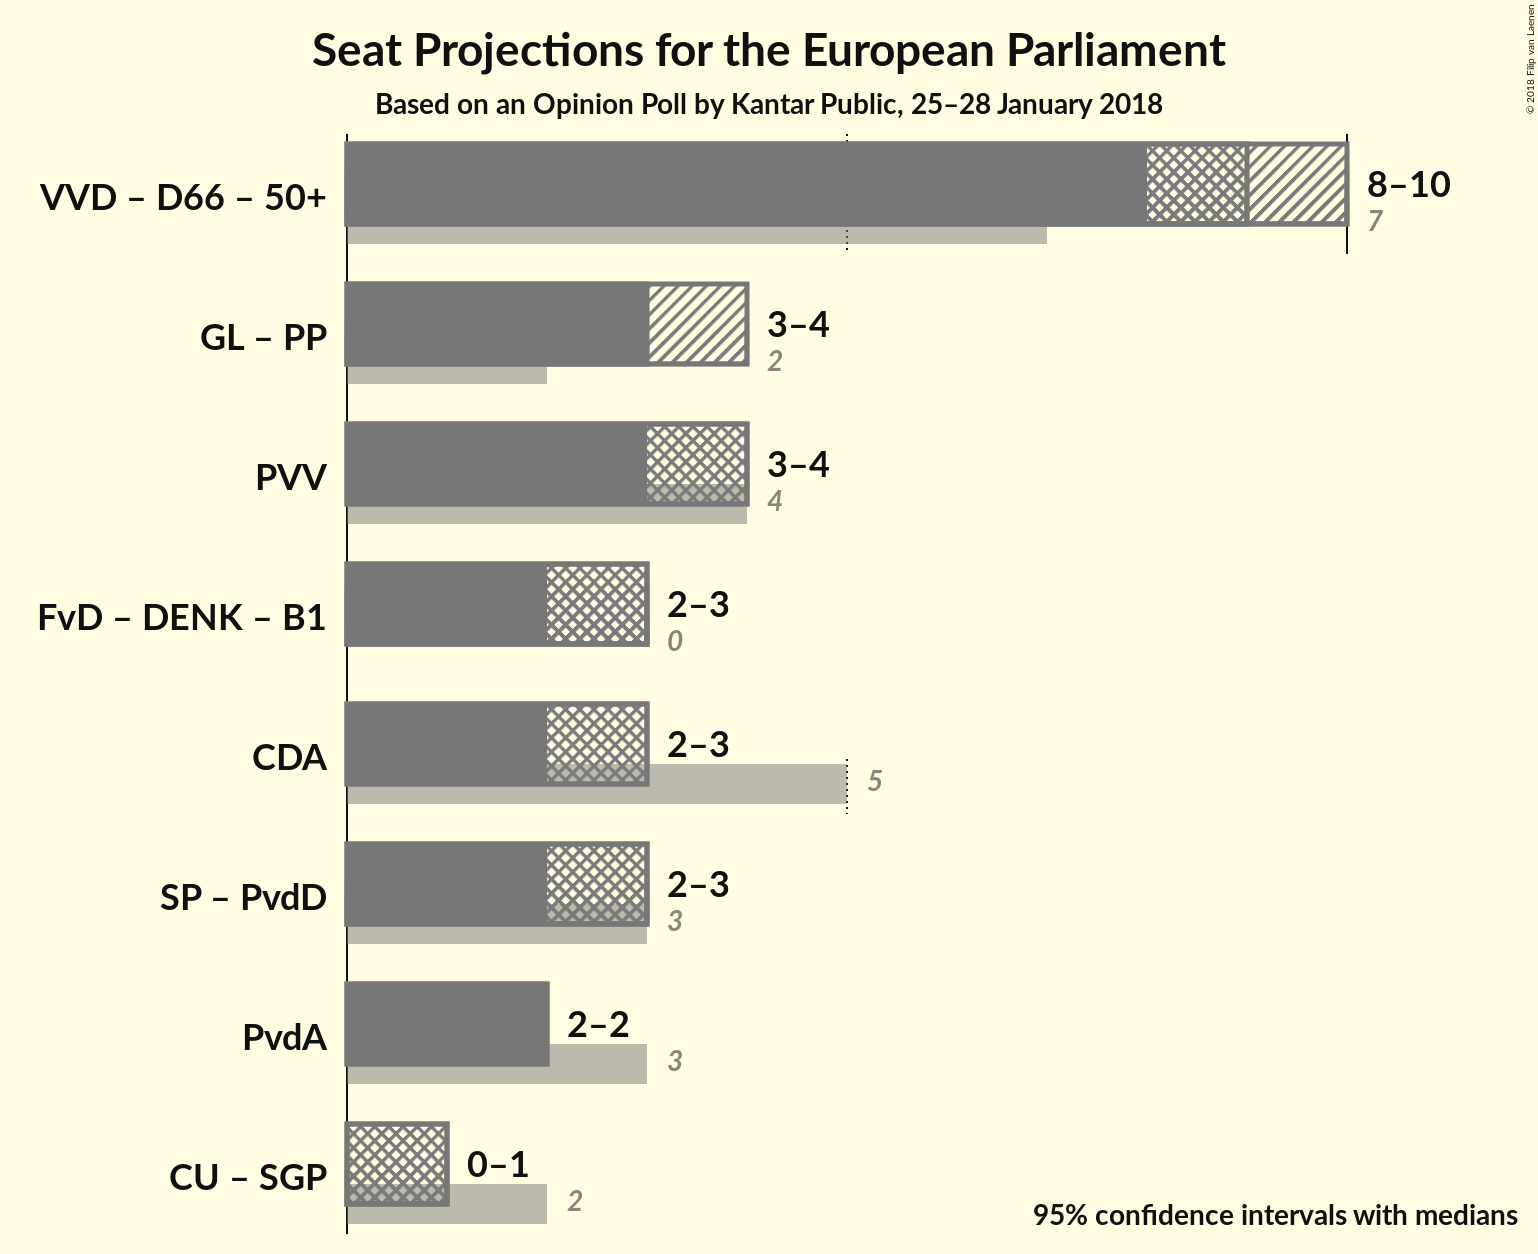 Seat Projections for the European Parliament
Based on an Opinion Poll by Kantar Public, 25–28 January 2018
© 2018 Filip van Laenen
VVD – D66 – 50+
8–10
7
GL – PP
3–4
2
PVV
3–4
4
FvD – DENK – B1
2–3
0
CDA
2–3
5
SP – PvdD
2–3
3
PvdA
2–2
3
CU – SGP
0–1
2
95% confidence intervals with medians